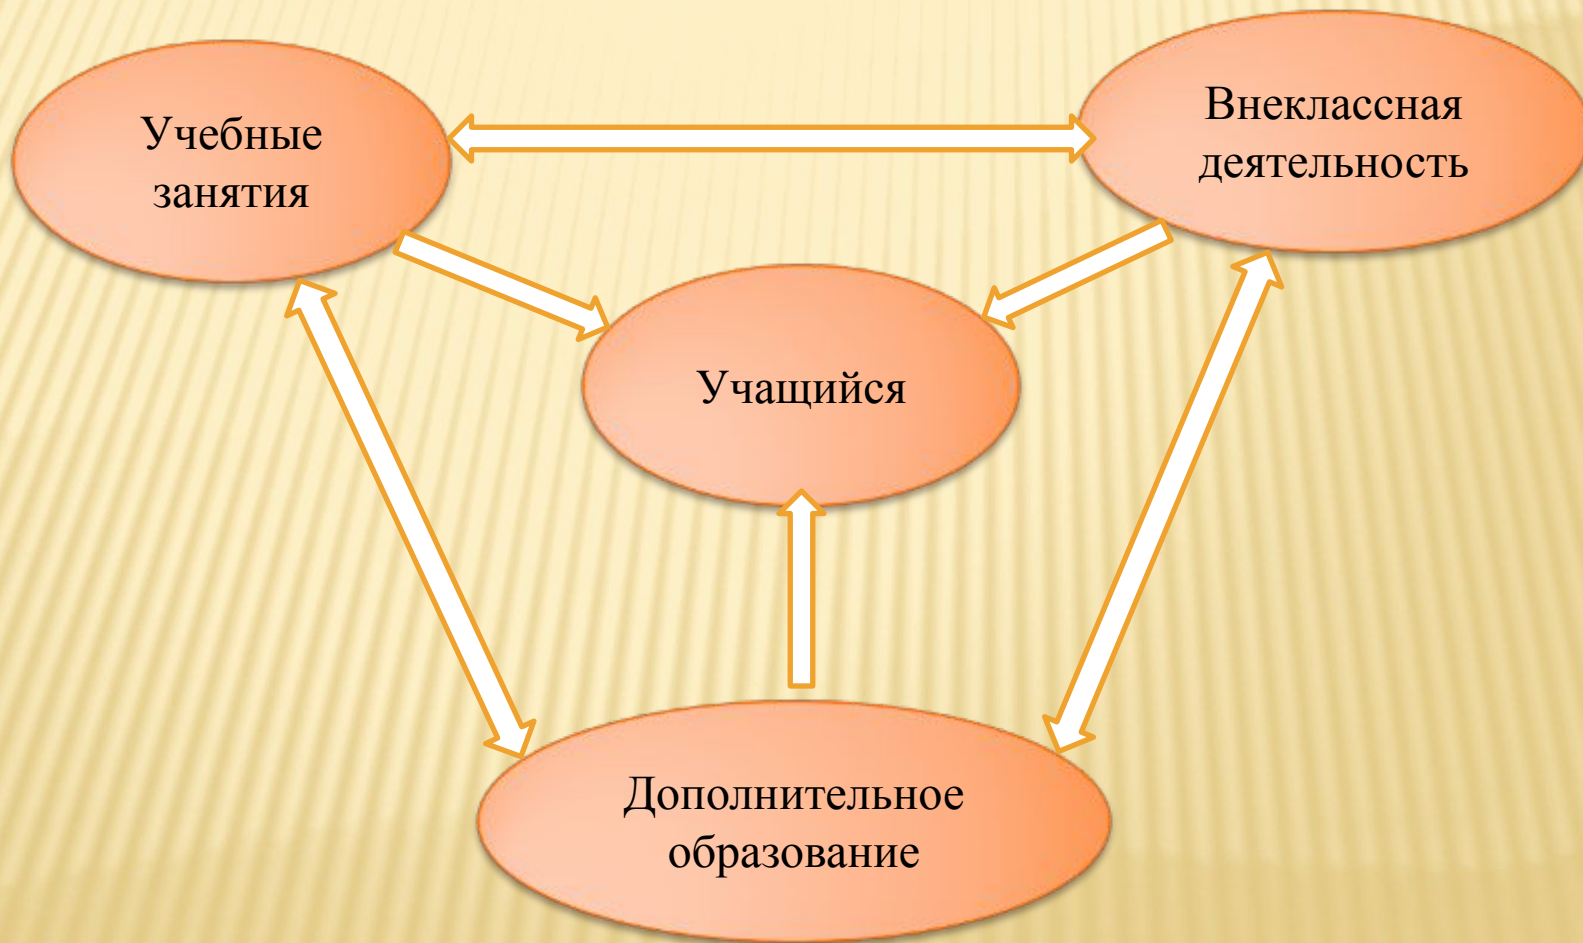 Учебные
занятия
Внеклассная
деятельность
Учащийся
Дополнительное
образование